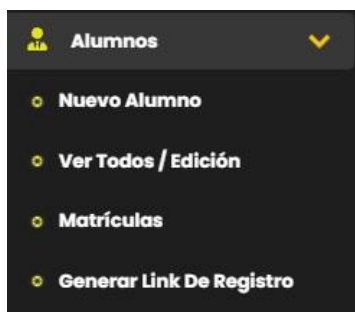 Alumnos
Nuevo Alumno
Ver Todos / Edición
Matrículas
Generar Link De Registro